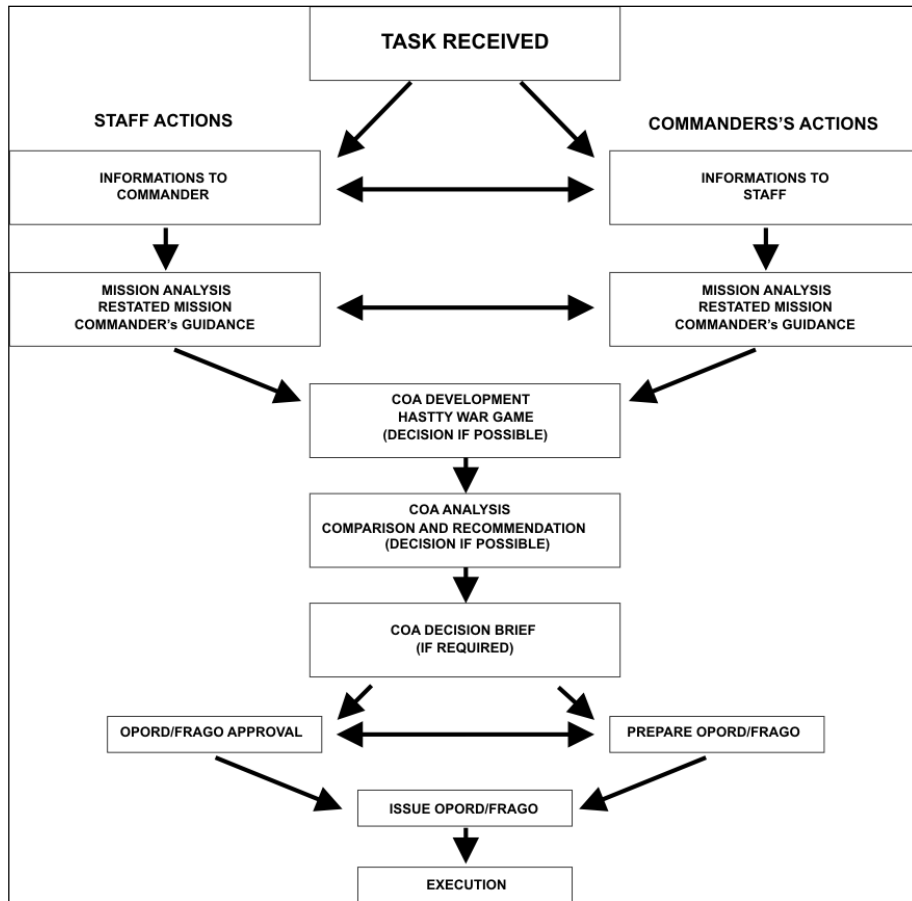 TASK RECEIVED
STAFF ACTIONS
COMMANDERS'S ACTIONS
INFORMATIONS TO
COMMANDER
INFORMATIONS TO
STAFF
MISSION ANALYSIS
RESTATED MISSION
COMMANDER's GUIDANCE
MISSION ANALYSIS
RESTATED MISSION
COMMANDER's GUIDANCE
COA DEVELOPMENT
HASTTY WAR GAME
(DECISION IF POSSIBLE)
COA ANALYSIS
COMPARISON AND RECOMMENDATION
(DECISION IF POSSIBLE)
COA DECISION BRIEF
(IF REQUIRED)
OPORD/FRAGO APPROVAL
PREPARE OPORD/FRAGO
ISSUE OPORD/FRAGO
EXECUTION